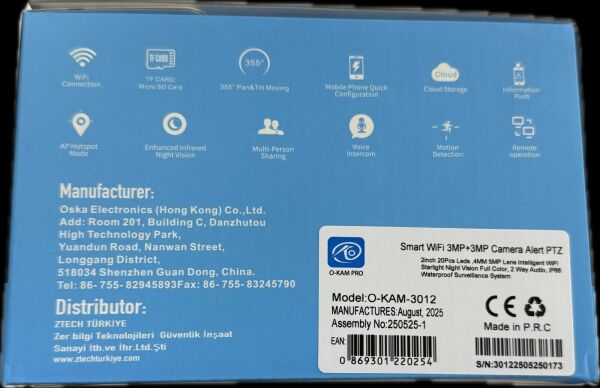 WiFi
Connection
TF CARD
TF CARD
Micro SD Card
355°
355° Pan&Tilt Moving
Mobile Phone Quick
Configuration
Cloud
Cloud Storage
Information
Push
AP Hotspot
Mode
Enhanced Infrared
Night Vision
Multi-Person
Sharing
Voice
Intercom
Motion
Detection
Remote
operation
Manufacturer:
Oska Electronics (Hong Kong) Co.,Ltd.
Add: Room 201, Building C, Danzhutou
High Technology Park,
Yuandun Road, Nanwan Street,
Longgang District,
518034 Shenzhen Guan Dong, China.
Tel: 86- 755- 82945893Fax: 86- 755- 83245790
Distributor:
ZTECH TÜRKIYE
Zer bilgi Teknolojileri Güvenlik İnşaat
Sanayi İth.ve İhr.Ltd.Şti.
www.ztechturkiye.com
O-KAM PRO
Smart WiFi 3MP+3MP Camera Alert PTZ
2inch 20Pcs Leds ,4MM 5MP Lens Intelligent WiFi
Starlight Night Vision Full Color, 2 Way Audio, IP66
Waterproof Surveillance System
Model:O-KAM-3012
MANUFACTURES:August, 2025
Assembly No:250525-1
EAN:
0 869301 220254
CE
Made in P.R.C
S/N:30122505250173